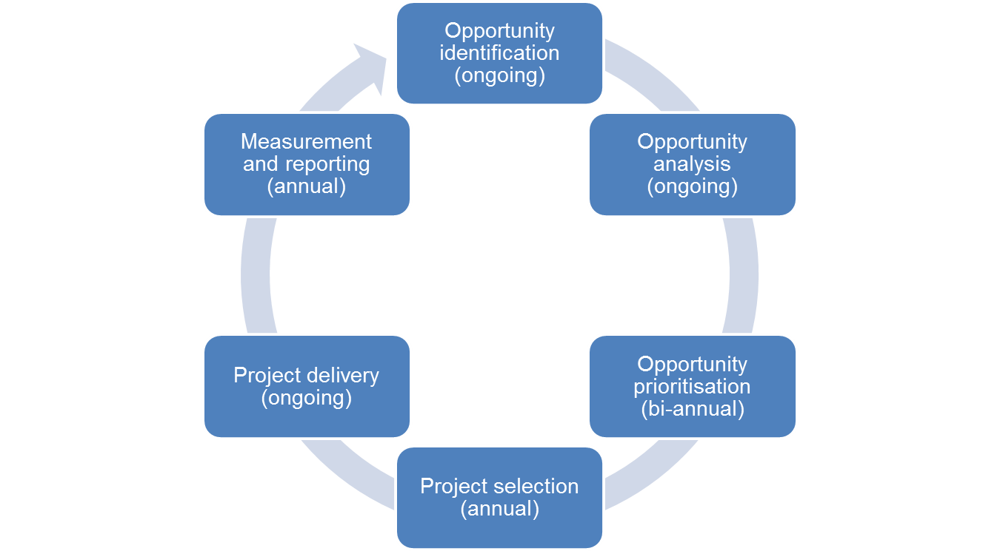 Opportunity
identification
(ongoing)
Opportunity
analysis
(ongoing)
Opportunity
prioritisation
(bi-annual)
Project selection
(annual)
Project delivery
(ongoing)
Measurement
and reporting
(annual)